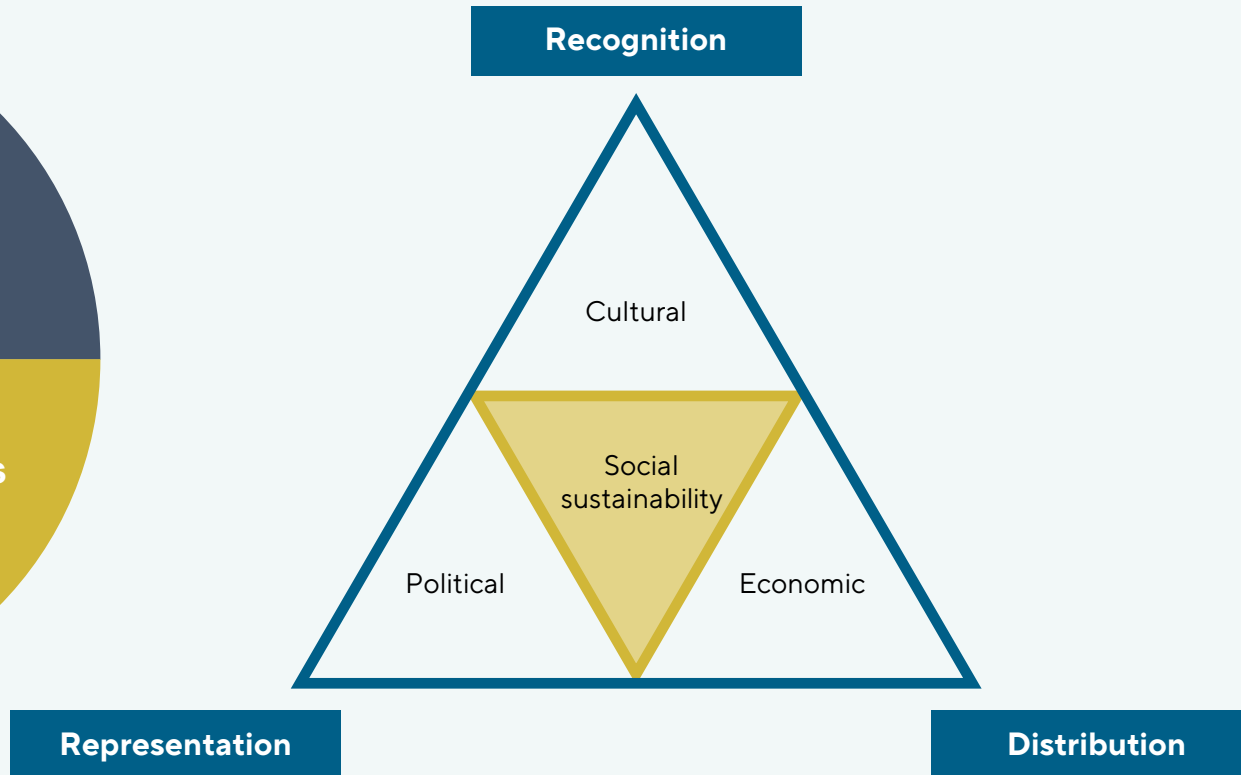 Recognition
Cultural
Social
sustainability
s
Political
Economic
Representation
Distribution